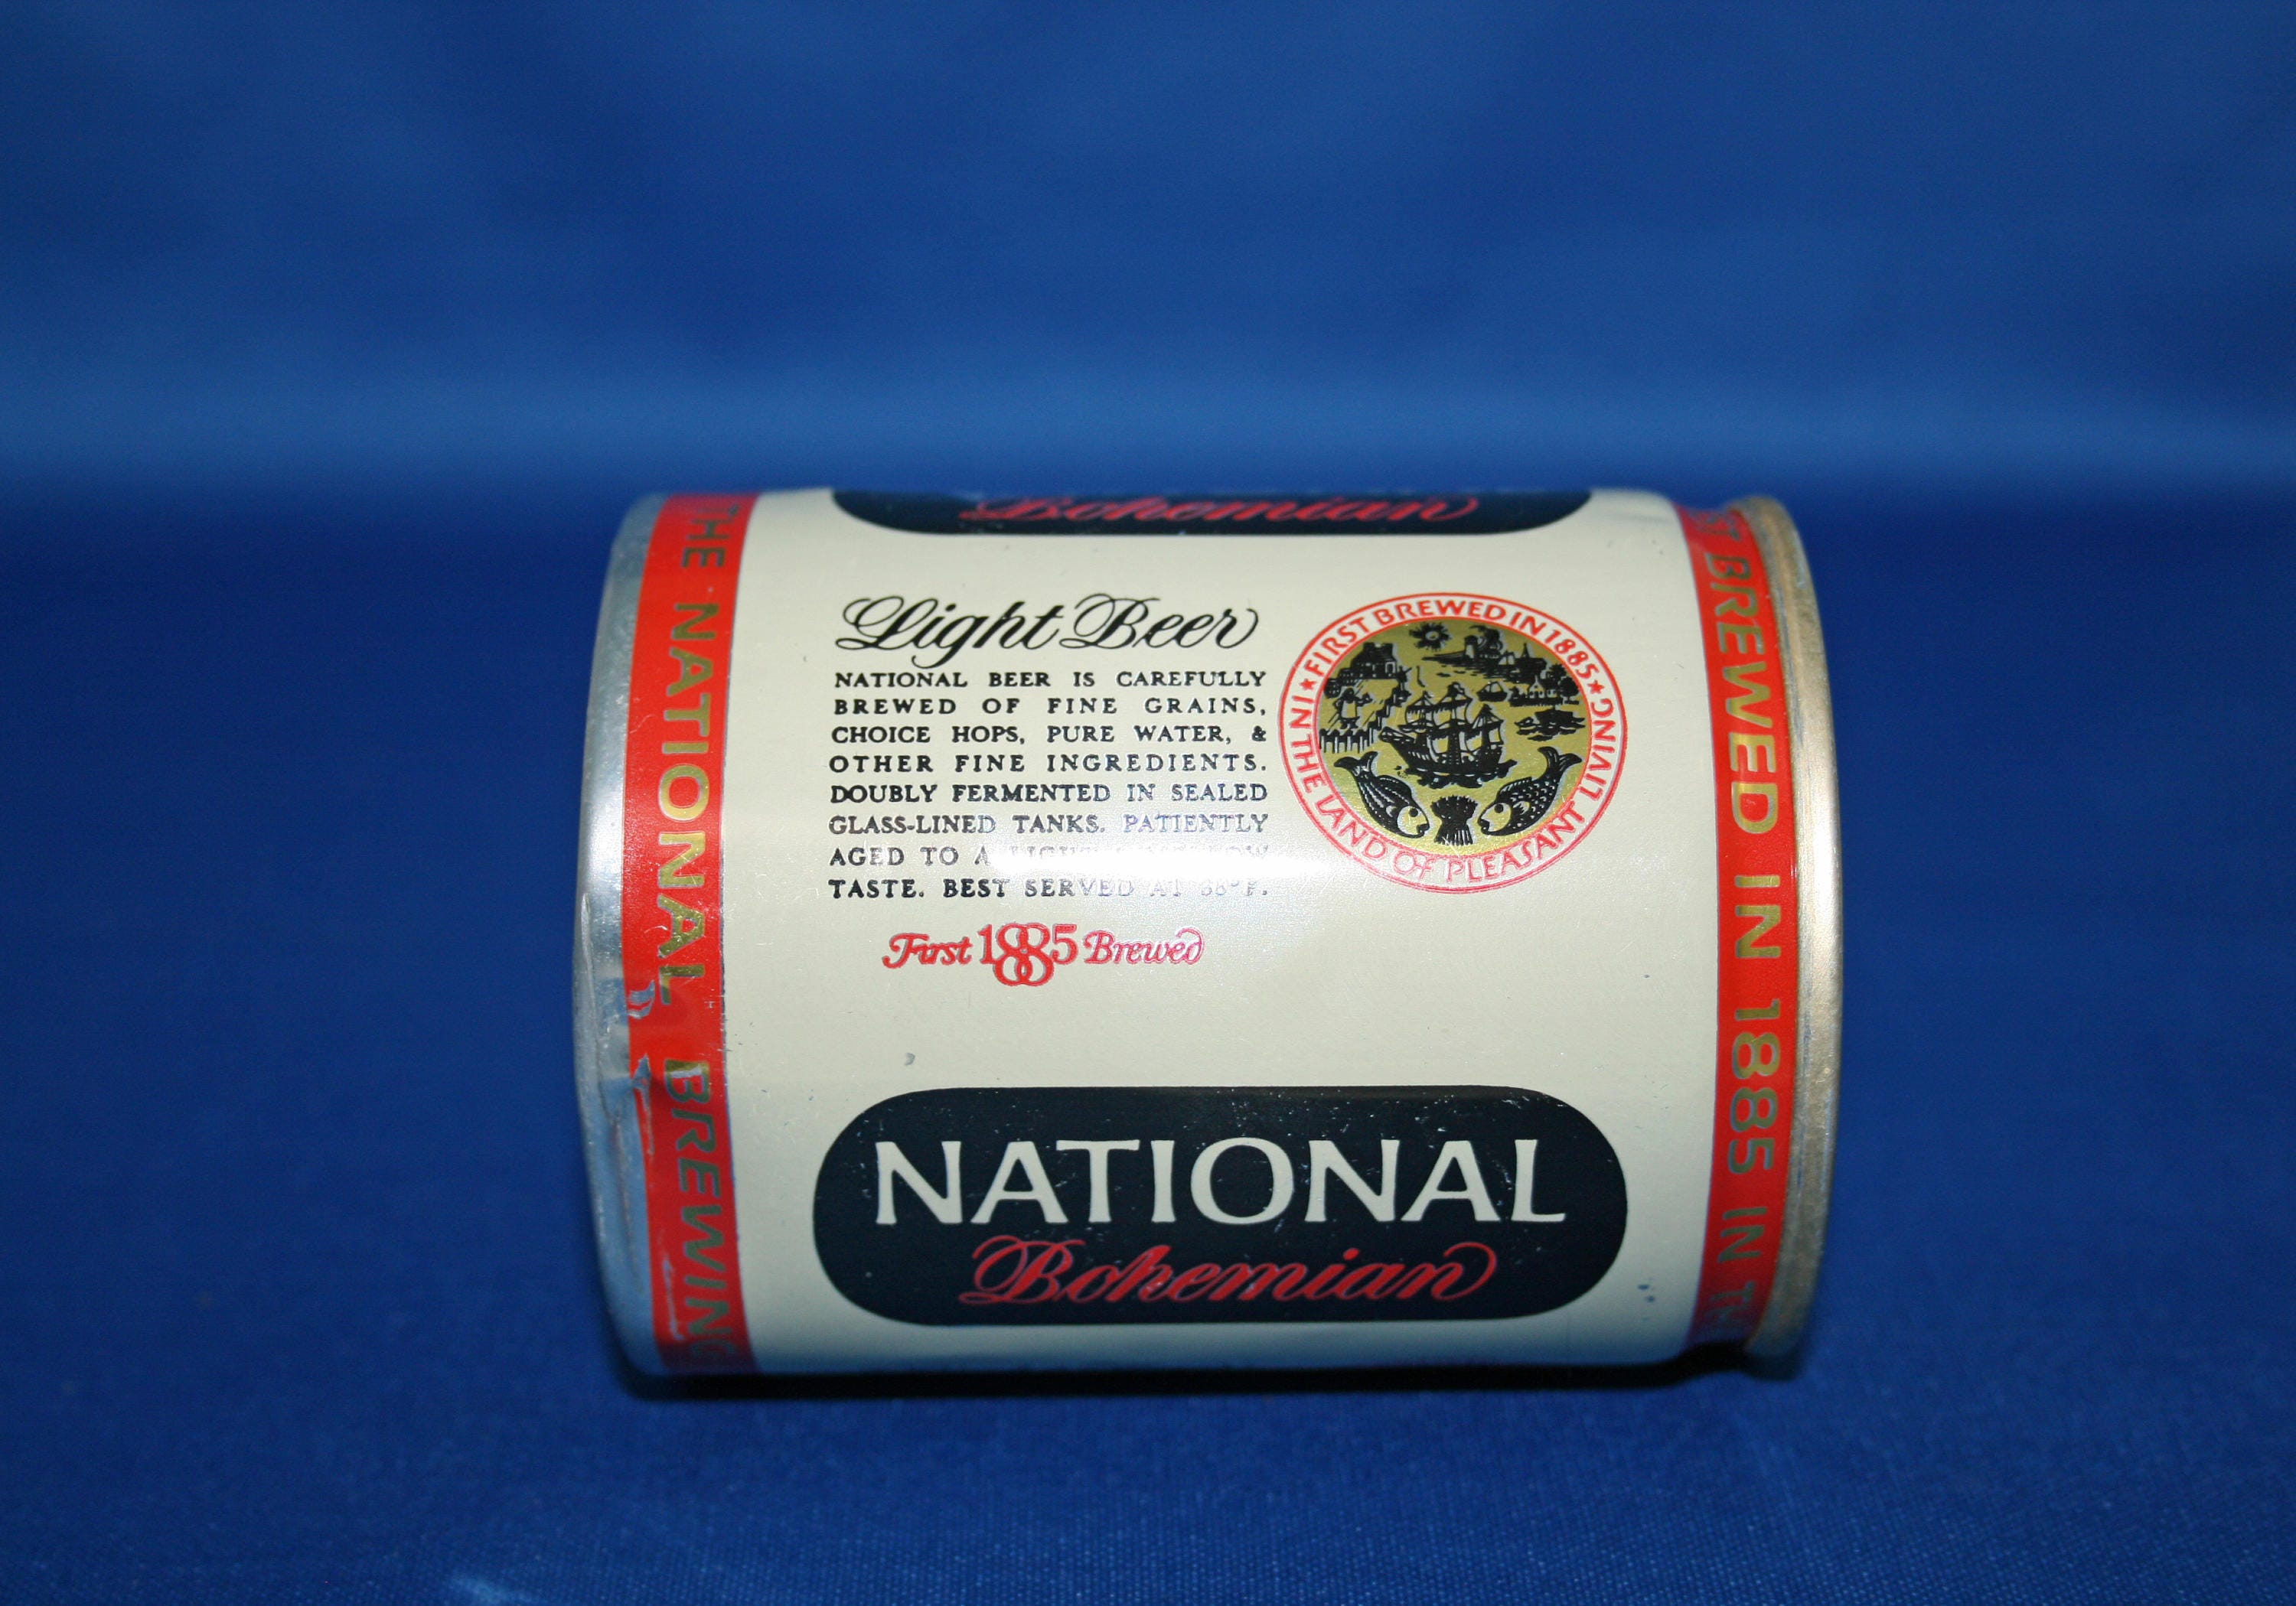 Bohemian
Light Beer
NATIONAL BEER IS CAREFULLY
BREWED OF FINE GRAINS,
CHOICE HOPS, PURE WATER, &
OTHER FINE INGREDIENTS.
DOUBLY FERMENTED IN SEALED
GLASS-LINED TANKS. PATIENTLY
AGED TO A LIGHT
TASTE. BEST SERVED AT
First 1885 Brewed
★FIRST BREWED IN 1885★
IN THE LAND OF PLEASANT LIVING
NATIONAL
Bohemian
THE NATIONAL BREWING
BREWED IN 1885 IN